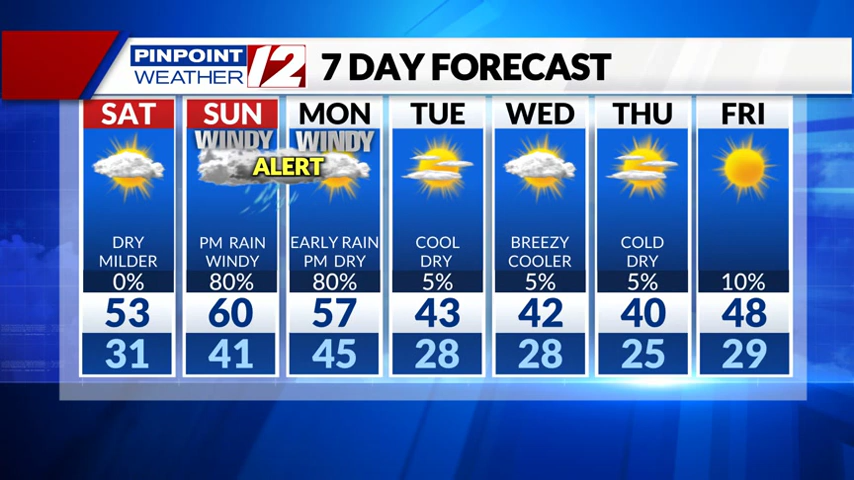 PINPOINT
WEATHER 12
7 DAY FORECAST
SAT SUN MON TUE WED THU FRI
WINDY WINDY
ALERT
DRY PM RAIN EARLY RAIN COOL BREEZY COLD
MILDER WINDY PM DRY DRY COOLER DRY
0% 80% 80% 5% 5% 5% 10%
53 60 57 43 42 40 48
31 41 45 28 28 25 29